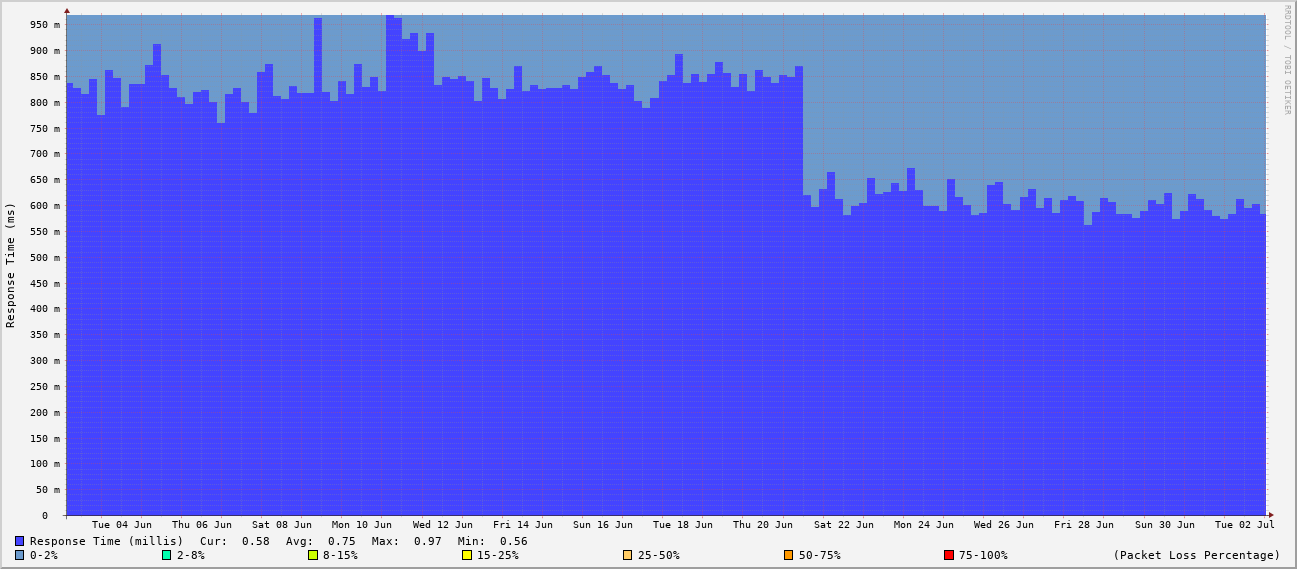 RRDTOOL / TOBI OETIKER
Response Time (ms)
950 m
900 m
850 m
800 m
750 m
700 m
650 m
600 m
550 m
500 m
450 m
400 m
350 m
300 m
250 m
200 m
150 m
100 m
50 m
0
Tue 04 Jun Thu 06 Jun Sat 08 Jun Mon 10 Jun Wed 12 Jun Fri 14 Jun Sun 16 Jun Tue 18 Jun Thu 20 Jun Sat 22 Jun Mon 24 Jun Wed 26 Jun Fri 28 Jun Sun 30 Jun Tue 02 Jul
Response Time (millis) Cur: 0.58 Avg: 0.75 Max: 0.97 Min: 0.56
0-2% 2-8% 8-15% 15-25% 25-50% 50-75% 75-100% (Packet Loss Percentage)